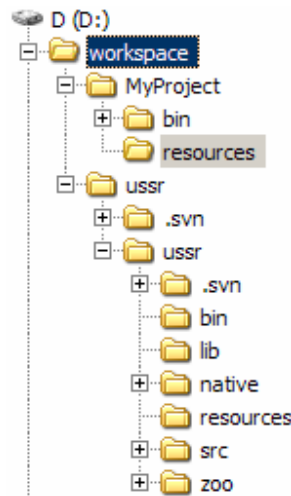 D (D:)
workspace
MyProject
bin
resources
ussr
.svn
ussr
.svn
bin
lib
native
resources
src
zoo